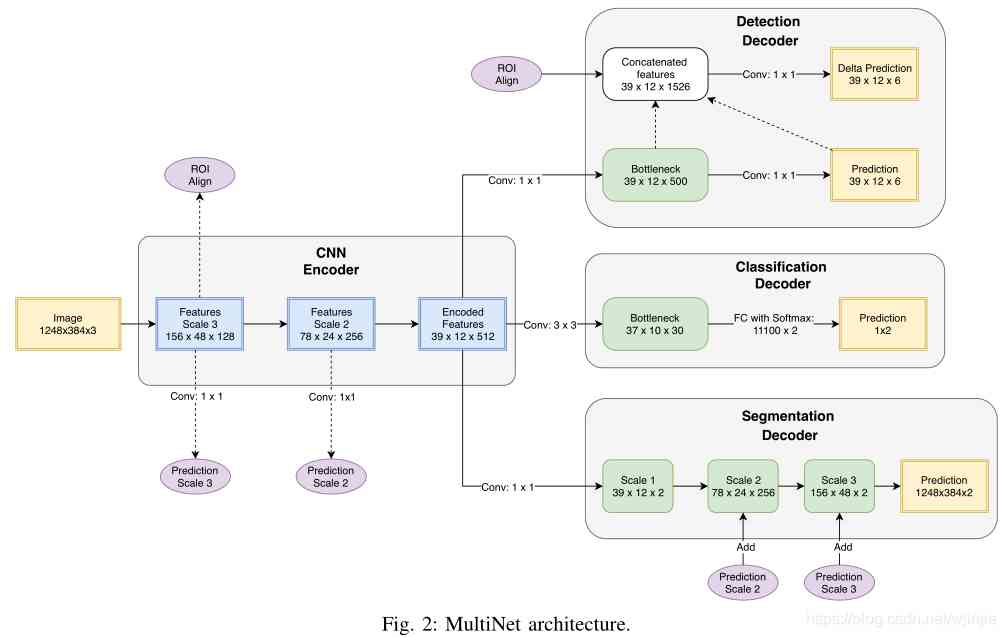 Detection
Decoder
ROI
Align
Concatenated
features
39 x 12 x 1526
Conv: 1 x 1
Delta Prediction
39 x 12 x 6
ROI
Align
Conv: 1 x 1
Bottleneck
39 x 12 x 500
Conv: 1 x 1
Prediction
39 x 12 x 6
CNN
Encoder
Image
1248x384x3
Features
Scale 3
156 x 48 x 128
Features
Scale 2
78 x 24 x 256
Encoded
Features
39 x 12 x 512
Conv: 3 x 3
Classification
Decoder
Bottleneck
37 x 10 x 30
FC with Softmax:
11100 x 2
Prediction
1x2
Conv: 1 x 1
Conv: 1x1
Prediction
Scale 3
Prediction
Scale 2
Segmentation
Decoder
Conv: 1 x 1
Scale 1
39 x 12 x 2
Scale 2
78 x 24 x 256
Scale 3
156 x 48 x 2
Prediction
1248x384x2
Add
Add
Prediction
Scale 2
Prediction
Scale 3
Fig. 2: MultiNet architecture.